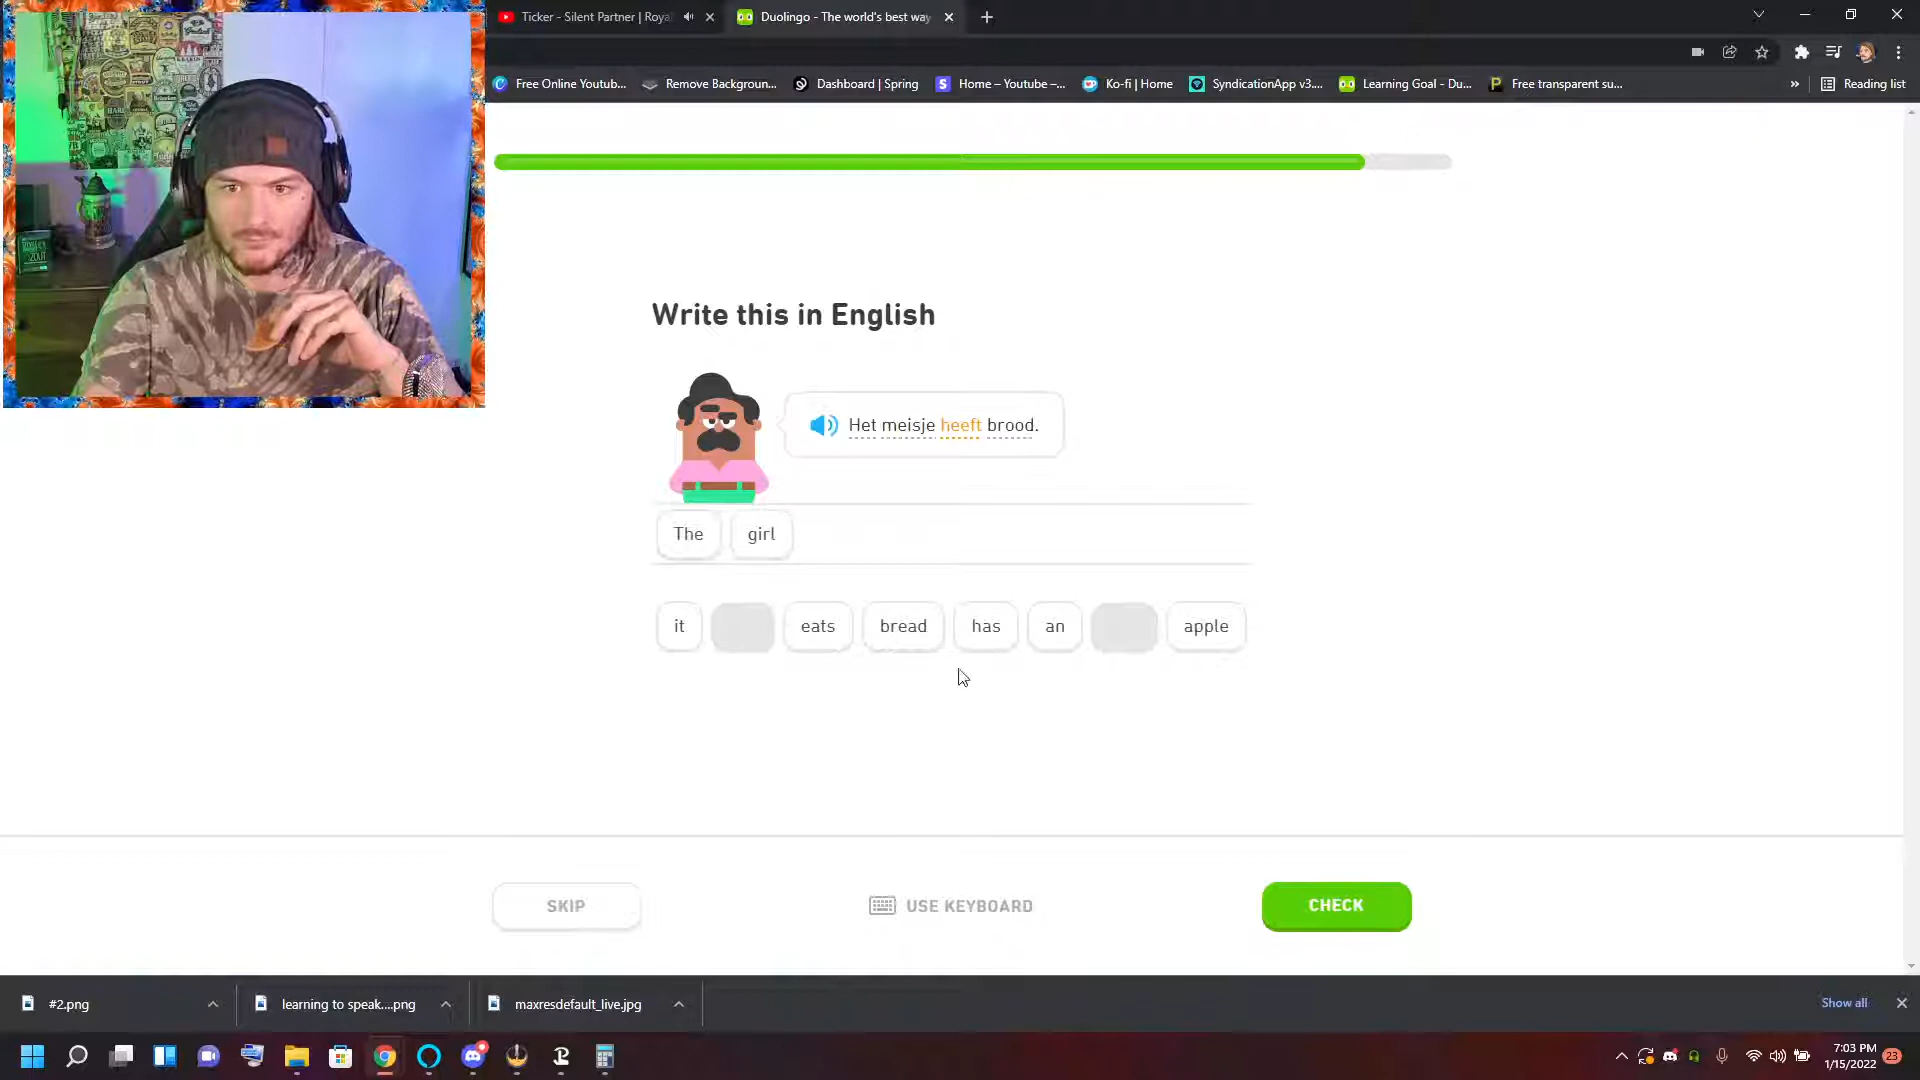 Ticker - Silent Partner | Roya
Duolingo - The world's best way
Free Online Youtub...
Remove Backgroun...
Dashboard | Spring
Home – Youtube –...
Ko-fi | Home
SyndicationApp v3....
Learning Goal - Du...
Free transparent su...
»
Reading list
Write this in English
Het meisje heeft brood.
The girl
it eats bread has an apple
SKIP
USE KEYBOARD
CHECK
#2.png
learning to speak....png
maxresdefault_live.jpg
Show all
7:03 PM
1/15/2022
23